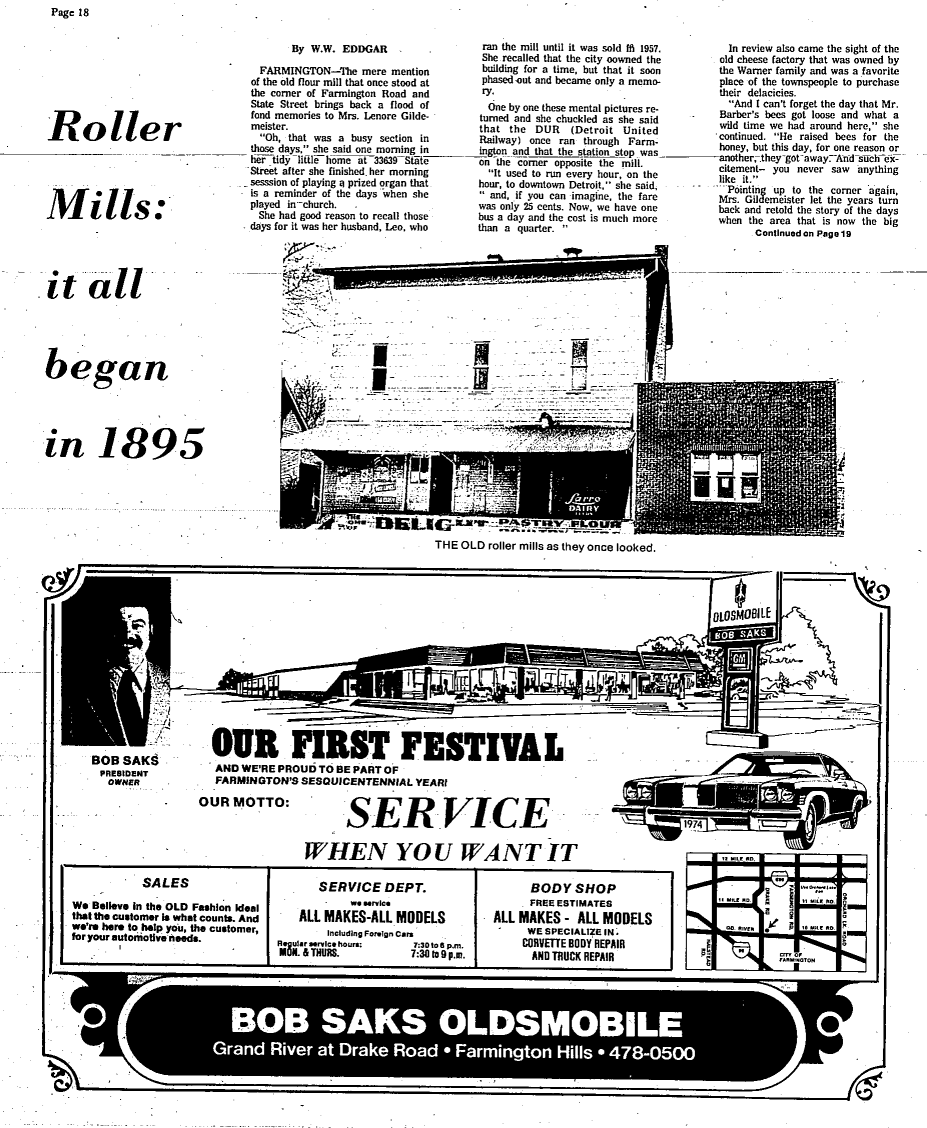 Page 18
Roller
Mills:
it all
began
in 1895
By W.W. EDDGAR
FARMINGTON—The mere mention
of the old flour mill that once stood at
the corner of Farmington Road and
State Street brings back a flood of
fond memories to Mrs. Lenore Gilde-
meister.
"Oh, that was a busy section in
those days," she said one morning in
her tidy little home at 33639 State
Street after she finished her morning
sesssion of playing a prized organ that
is a reminder of the days when she
played in church.
She had good reason to recall those
days for it was her husband, Leo, who
ran the mill until it was sold in 1957.
She recalled that the city oowned the
building for a time, but that it soon
phased out and became only a memo-
ry.
One by one these mental pictures re-
turned and she chuckled as she said
that the DUR (Detroit United
Railway) once ran through Farm-
ington and that the station stop was
on the corner opposite the mill.
"It used to run every hour, on the
hour, to downtown Detroit," she said,
" and, if you can imagine, the fare
was only 25 cents. Now, we have one
bus a day and the cost is much more
than a quarter. "
In review also came the sight of the
old cheese factory that was owned by
the Warner family and was a favorite
place of the townspeople to purchase
their delacicies.
"And I can't forget the day that Mr.
Barber's bees got loose and what a
wild time we had around here," she
continued. "He raised bees for the
honey, but this day, for one reason or
another, they got away. And such ex-
citement– you never saw anything
like it."
Pointing up to the corner again,
Mrs. Gildemeister let the years turn
back and retold the story of the days
when the area that is now the big
Continued on Page 19
Larro
DAIRY
THE
DELIGHT PASTRY FLOUR
THE OLD roller mills as they once looked.
OLDSMOBILE
BOB SAKS
GM
BOB SAKS
PRESIDENT
OWNER
OUR FIRST FESTIVAL
AND WE'RE PROUD TO BE PART OF
FARMINGTON'S SESQUICENTENNIAL YEAR!
OUR MOTTO:
SERVICE
WHEN YOU WANT IT
1974
SALES
We Believe in the OLD Fashion ideal
that the customer is what counts. And
we're here to help you, the customer,
for your automotive needs.
SERVICE DEPT.
we service
ALL MAKES-ALL MODELS
Including Foreign Cars
Regular service hours: 7:30 to 6 p.m.
MON. & THURS. 7:30 to 9 p.m.
BODY SHOP
FREE ESTIMATES
ALL MAKES - ALL MODELS
WE SPECIALIZE IN:
CORVETTE BODY REPAIR
AND TRUCK REPAIR
12 MILE RD.
11 MILE RD.
11 MILE RD.
GD. RIVER
10 MILE RD.
CITY OF
FARMINGTON
HALSTEAD RD.
DRAKE RD.
FARMINGTON RD.
ORCHARD LK. ROAD
BOB SAKS OLDSMOBILE
Grand River at Drake Road • Farmington Hills • 478-0500